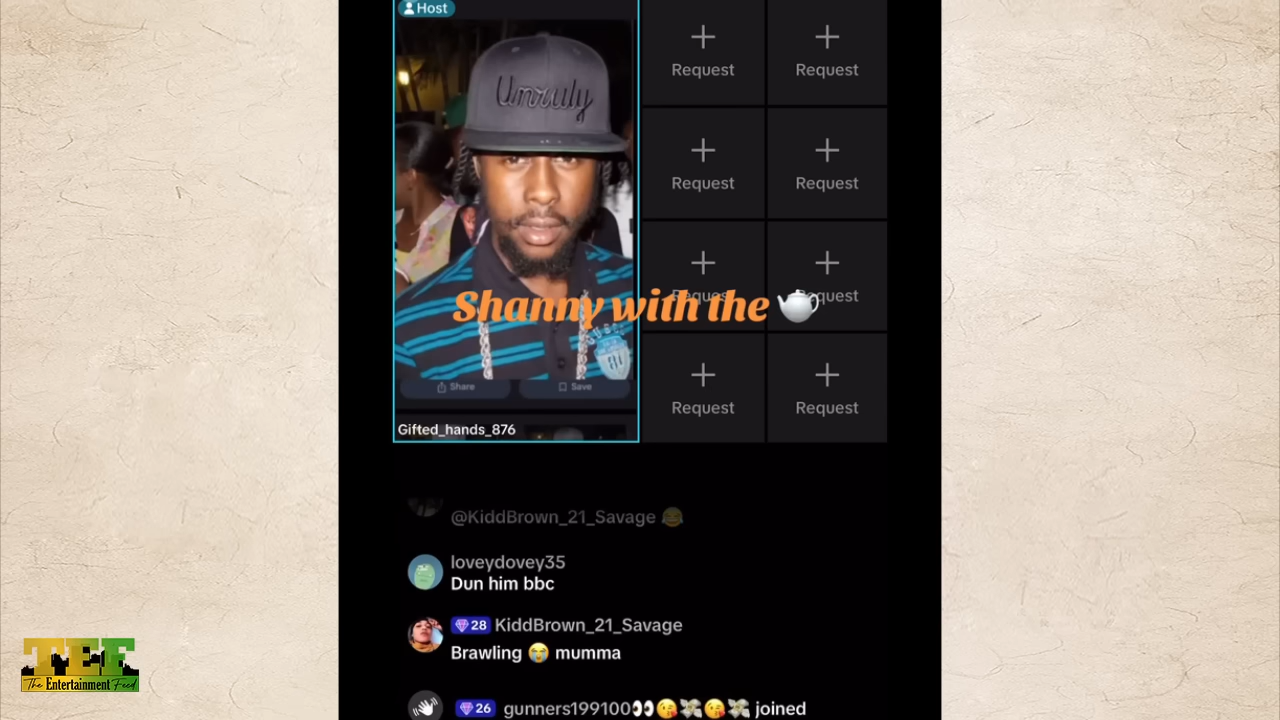 Host
Request
Request
Unruly
Request
Request
Request
Request
Shanny with the 🫖
Share
Save
Request
Request
Gifted_hands_876
@KiddBrown_21_Savage 🤗
loveydovey35
Dun him bbc
28 KiddBrown_21_Savage
Brawling 😭 mumma
26 gunners199100👀😘💸😘💸 joined
TEF
The Entertainment Feed